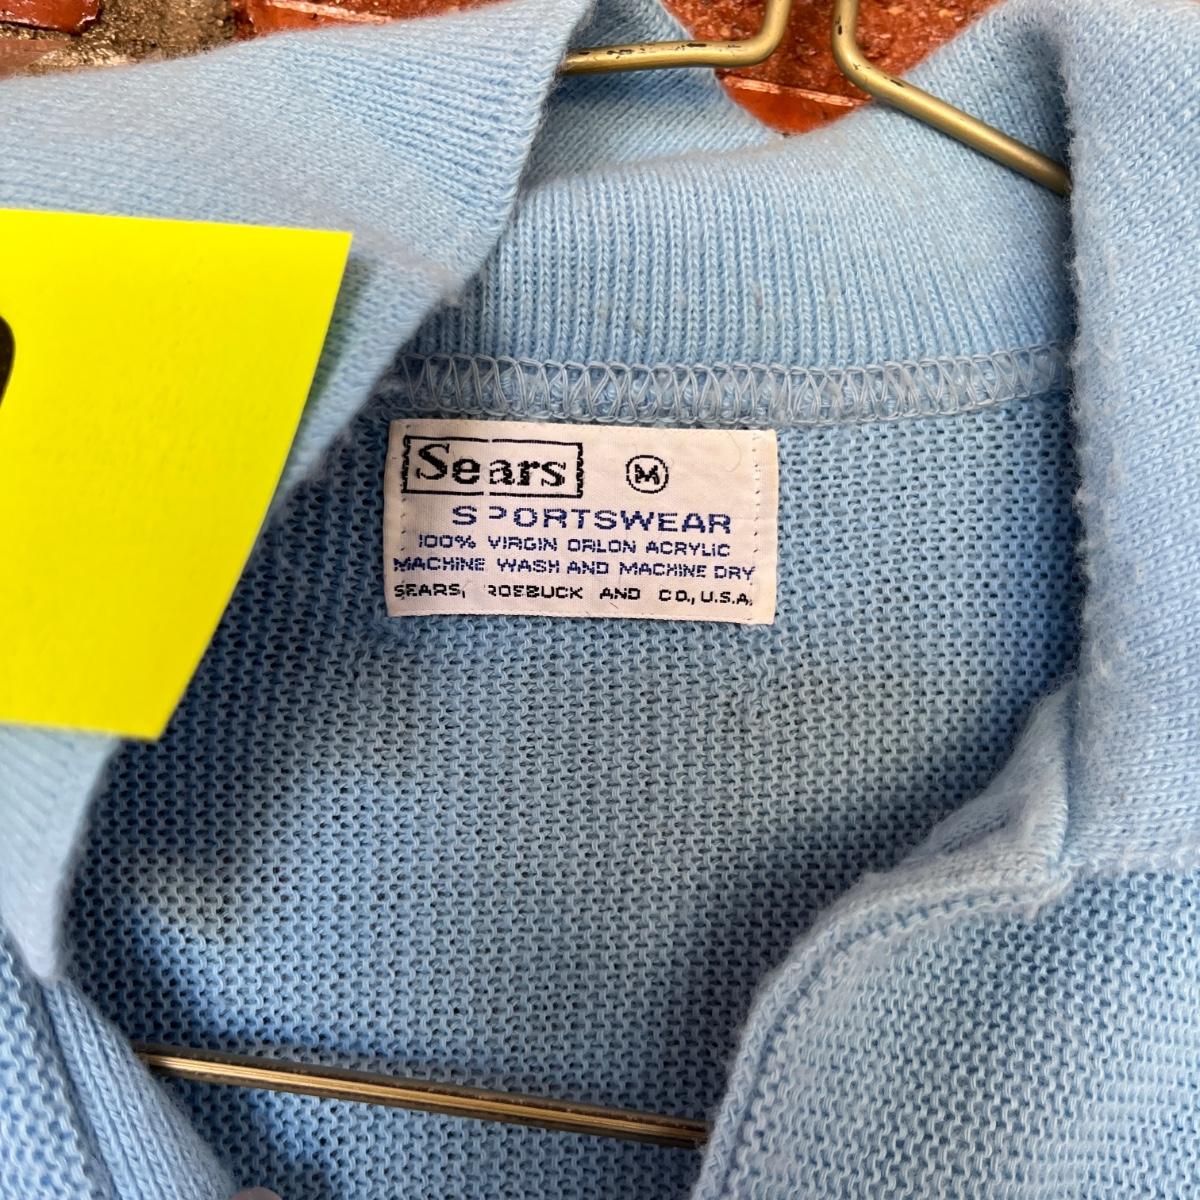 Sears M
SPORTSWEAR
100% VIRGIN ORLON ACRYLIC
MACHINE WASH AND MACHINE DRY
SEARS, ROEBUCK AND CO., U.S.A.